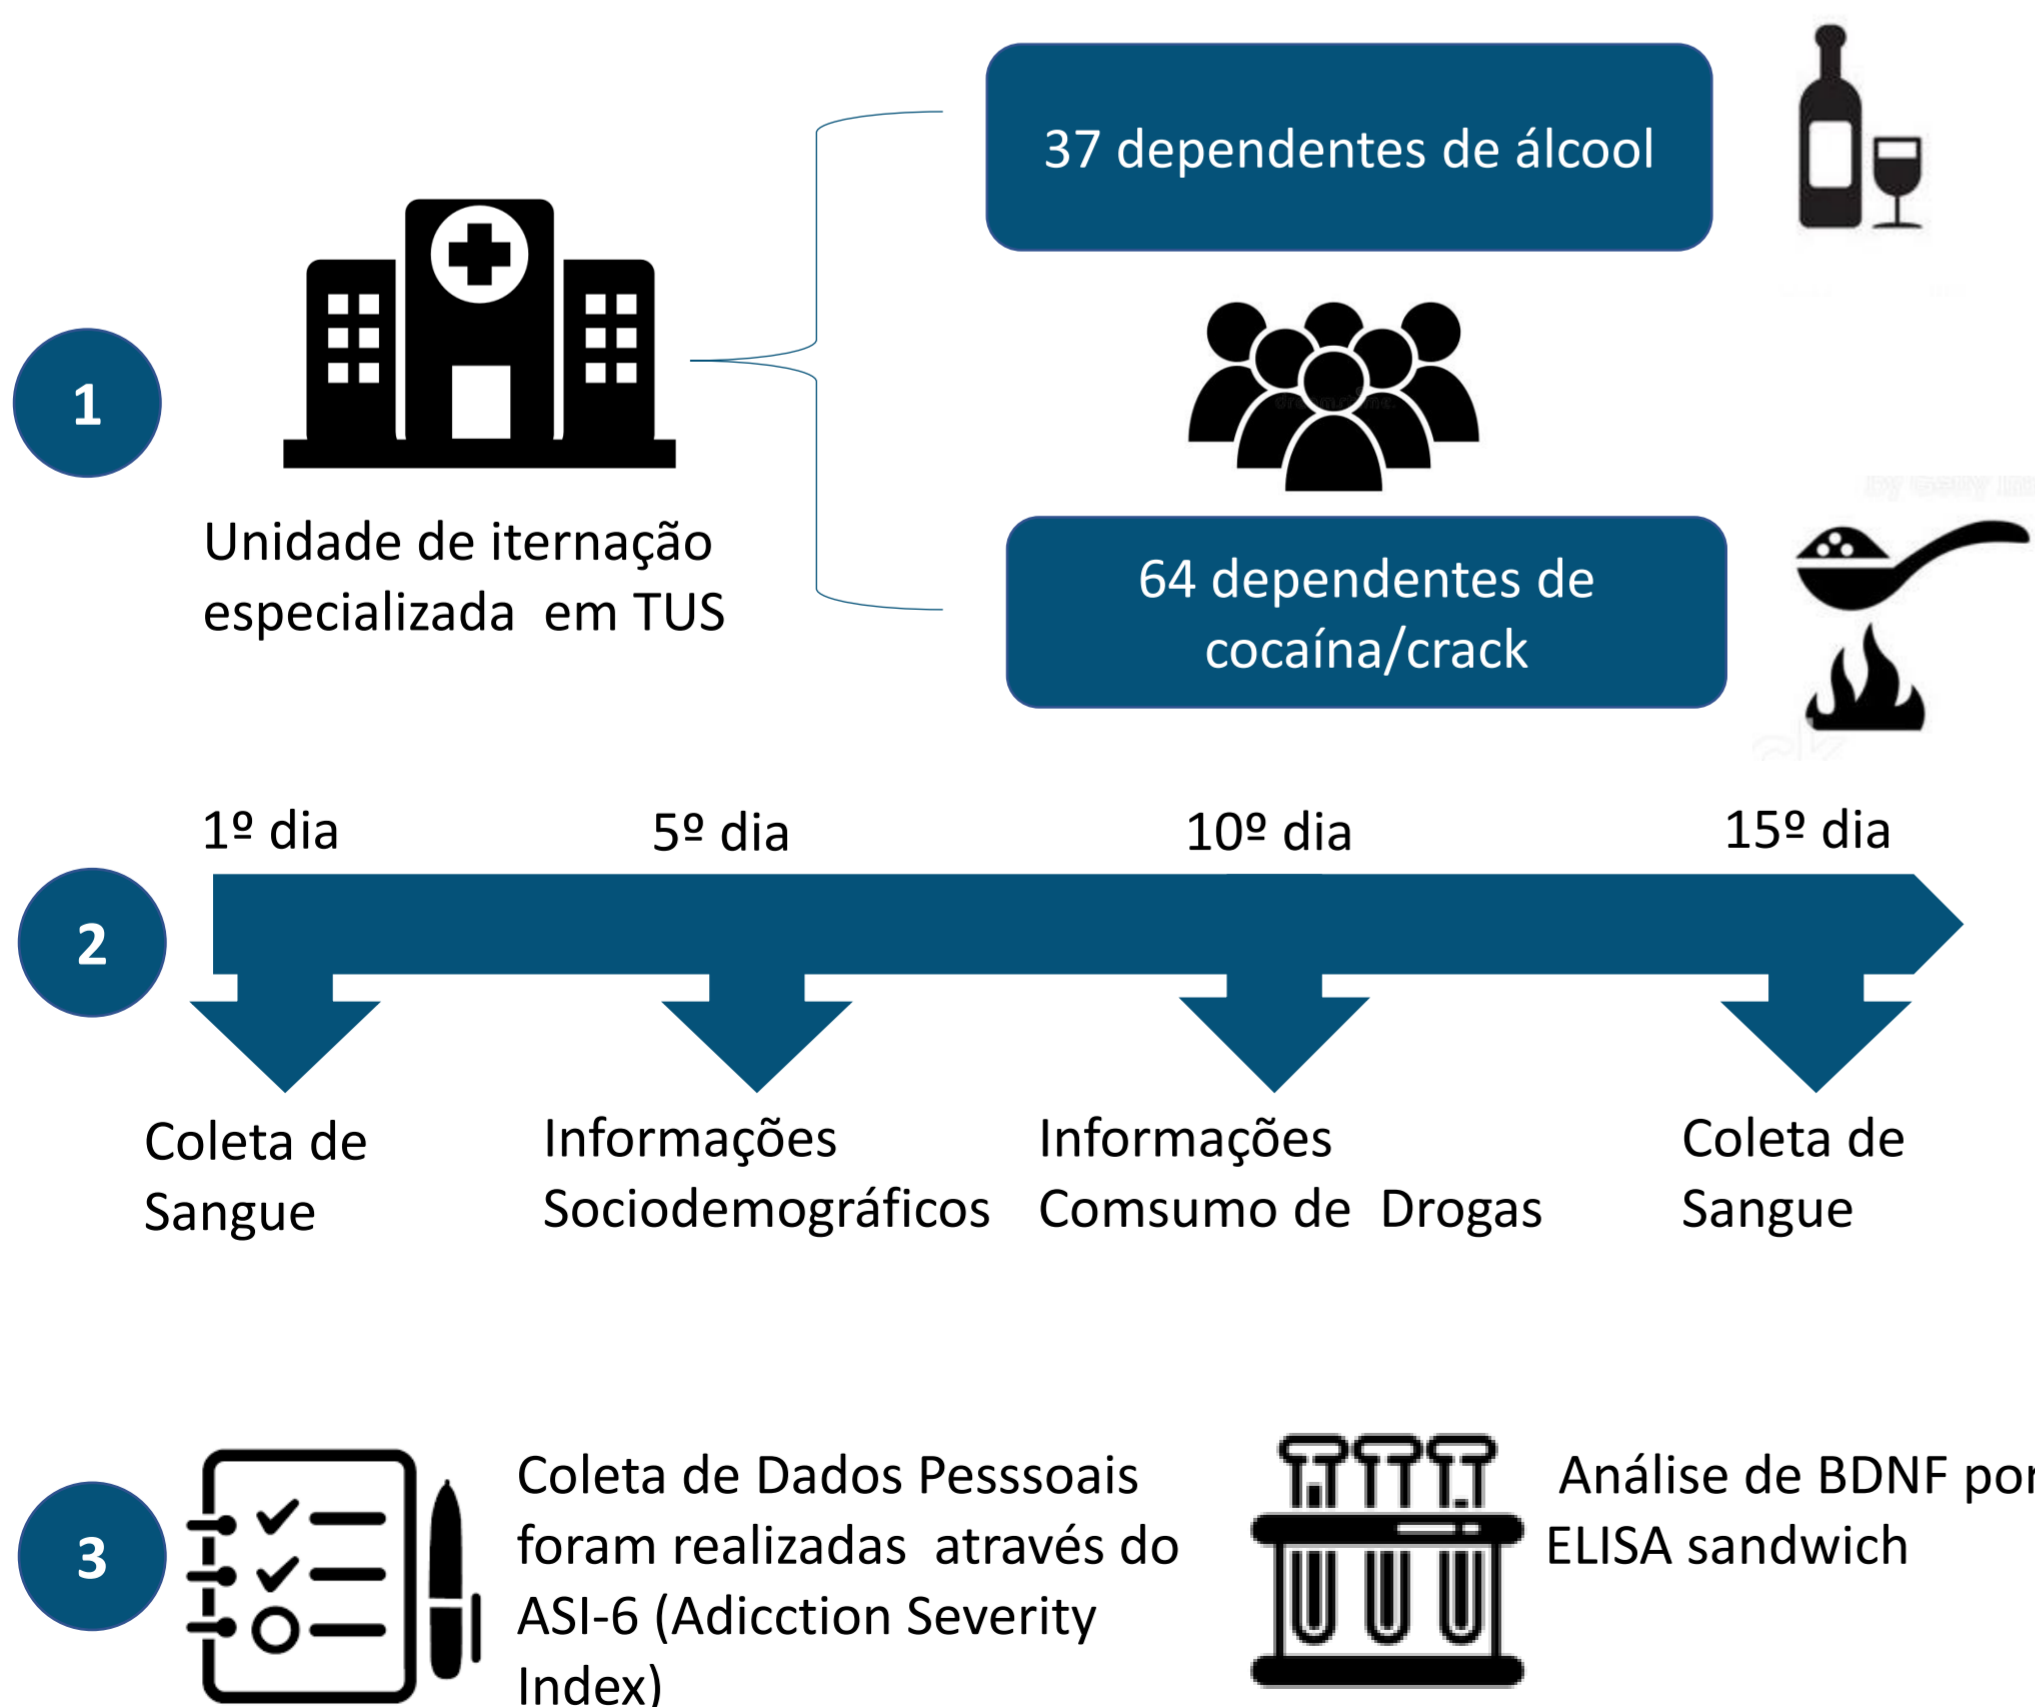 37 dependentes de álcool
1
Unidade de iternação
especializada em TUS
64 dependentes de
cocaína/crack
1º dia
5º dia
10º dia
15º dia
2
Coleta de
Sangue
Informações
Sociodemográficos
Informações
Comsumo de Drogas
Coleta de
Sangue
3
Coleta de Dados Pesssoais
foram realizadas através do
ASI-6 (Adicction Severity
Index)
Análise de BDNF por
ELISA sandwich